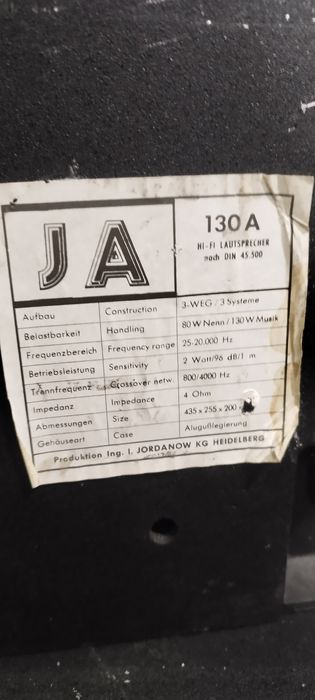 JA
130 A
HI-FI LAUTSPRECHER
nach DIN 45.500
Aufbau Construction 3-WEG / 3 Systeme
Belastbarkeit Handling 80 W Nenn / 130 W Musik
Frequenzbereich Frequency range 25-20.000 Hz
Betriebsleistung Sensitivity 2 Watt/96 dB/1 m
Trennfrequenz Crossover netw. 800/4000 Hz
Impedanz Impedance 4 Ohm
Abmessungen Size 435 x 255 x 200
Gehäuseart Case Alugußlegierung
Produktion Ing. I. JORDANOW KG HEIDELBERG